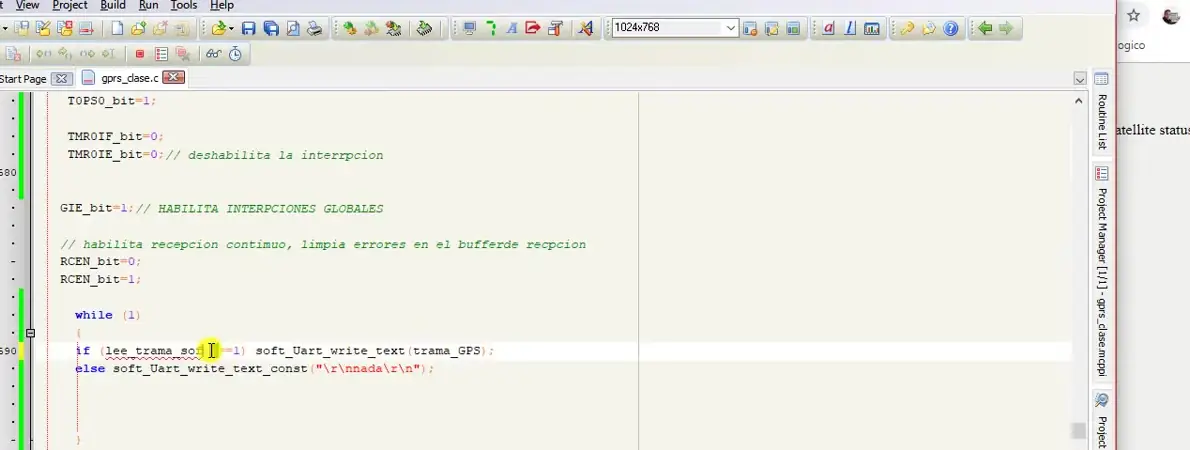 View Project Build Run Tools Help
1024x768
Start Page gprs_clase.c
ogico
T0PS0_bit=1;
TMR0IF_bit=0;
TMR0IE_bit=0;// deshabilita la interrpcion
GIE_bit=1;// HABILITA INTERPCIONES GLOBALES
// habilita recepcion contimuo, limpia errores en el bufferde recpcion
RCEN_bit=0;
RCEN_bit=1;
while (1)
{
if (lee_trama_sof ==1) soft_Uart_write_text(trama_GPS);
else soft_Uart_write_text_const("\r\nnada\r\n");
}
680
690
Routine List
Project Manager [1/1] - gprs_clase.mcppi
Project
atellite status